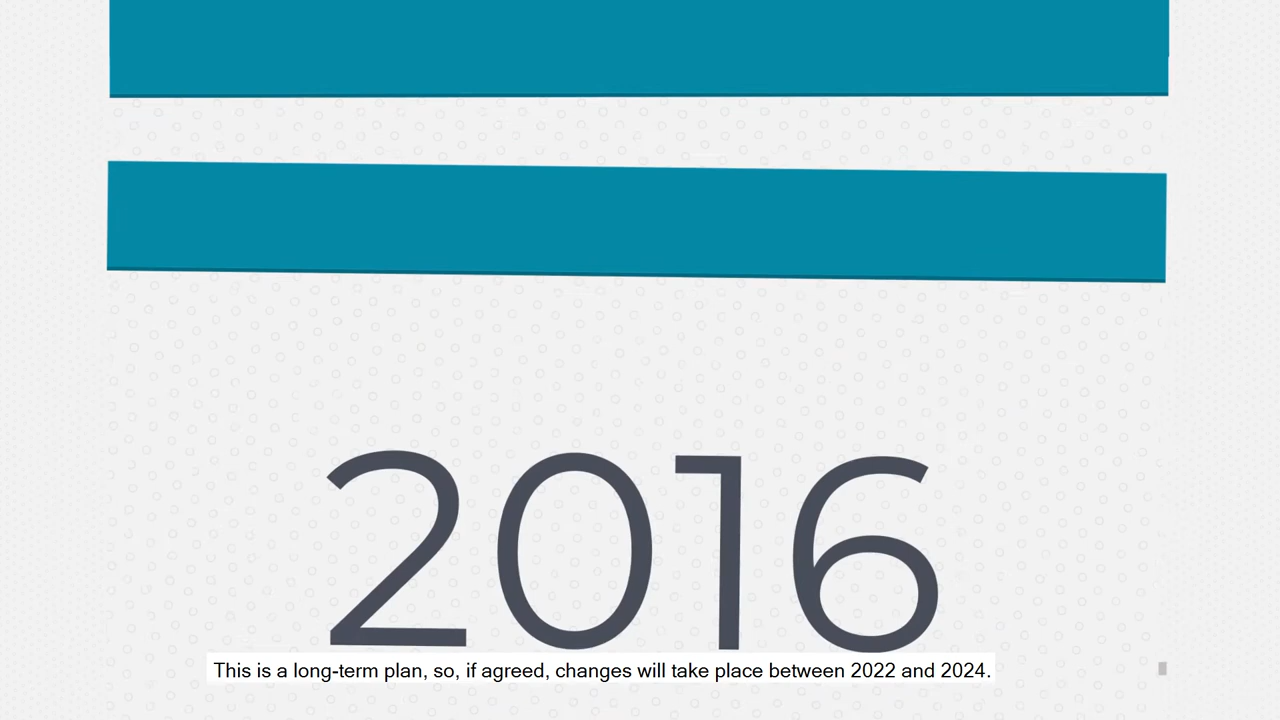 2016
This is a long-term plan, so, if agreed, changes will take place between 2022 and 2024.